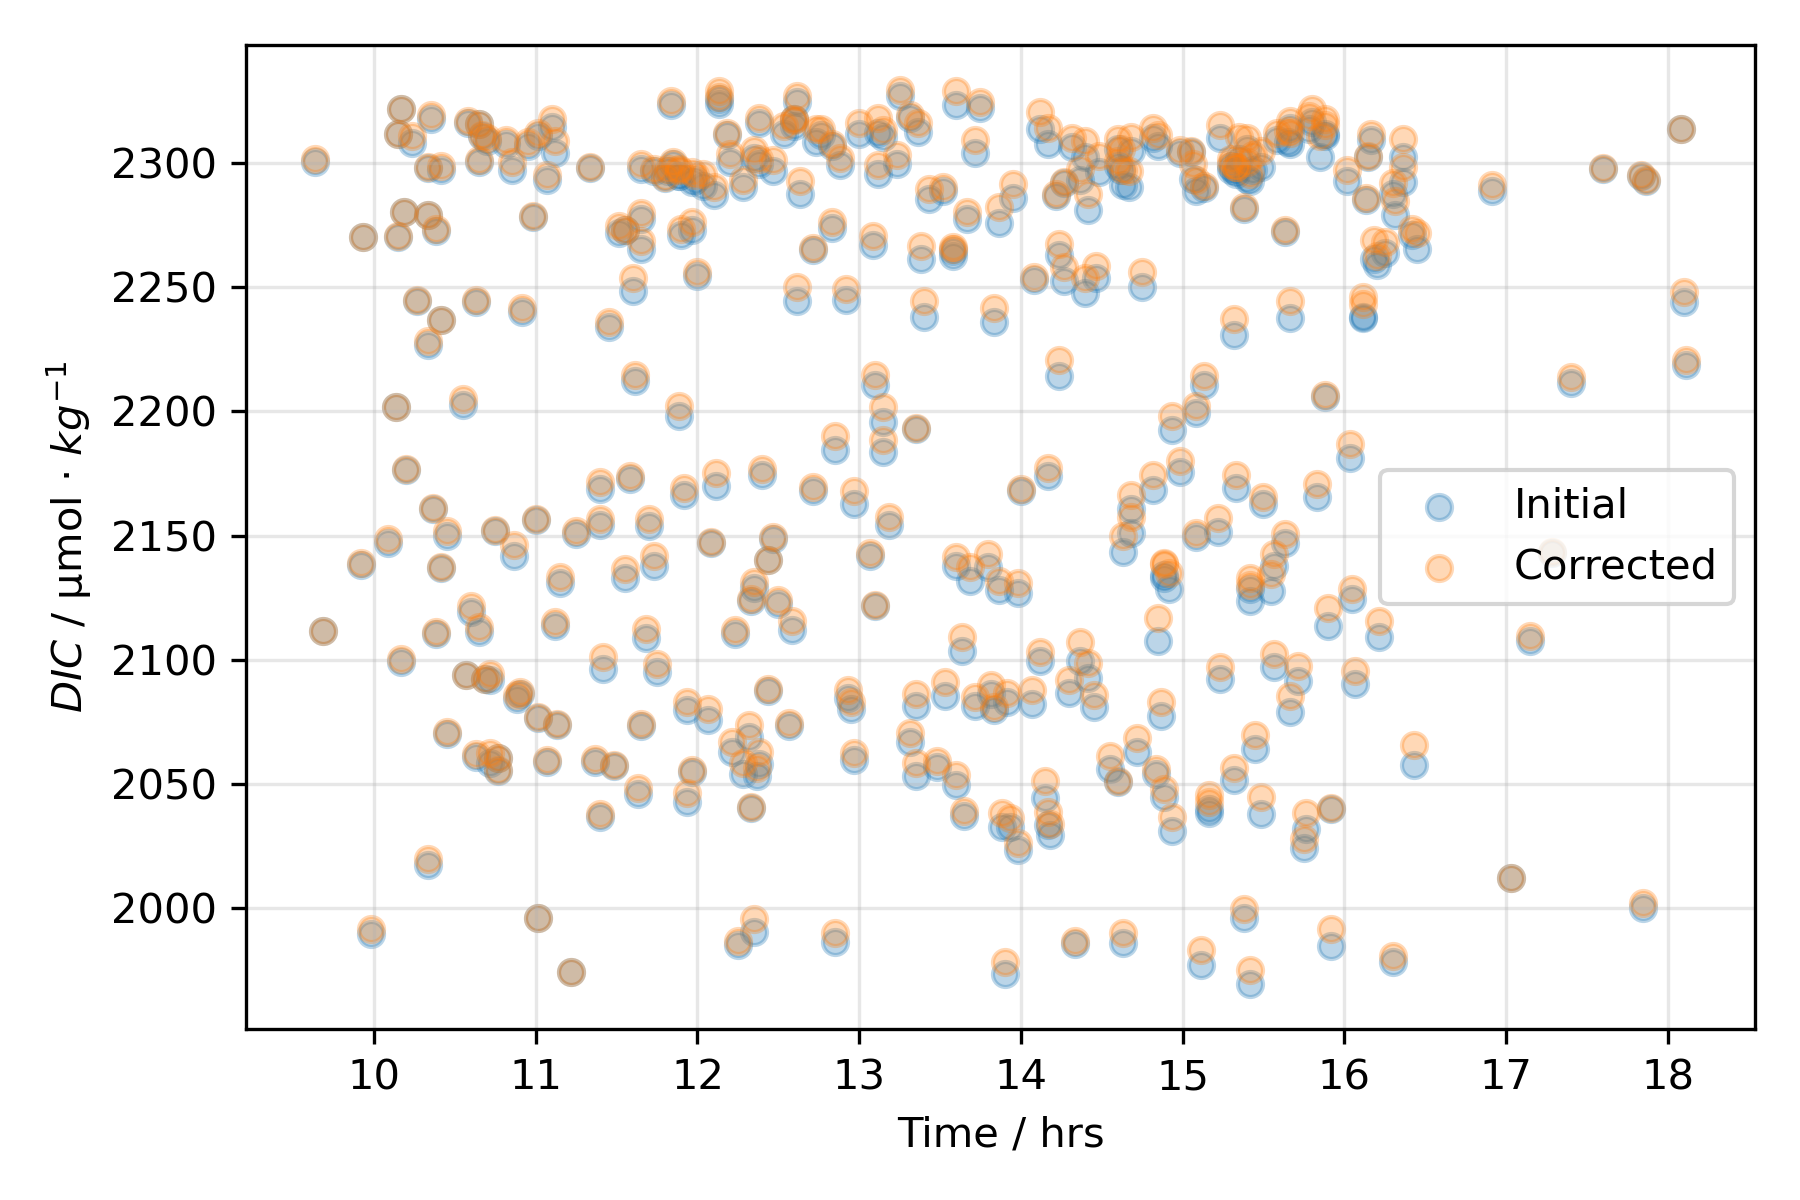 2300
2250
2200
2150
2100
2050
2000
DIC / µmol · kg⁻¹
Initial
Corrected
10 11 12 13 14 15 16 17 18
Time / hrs